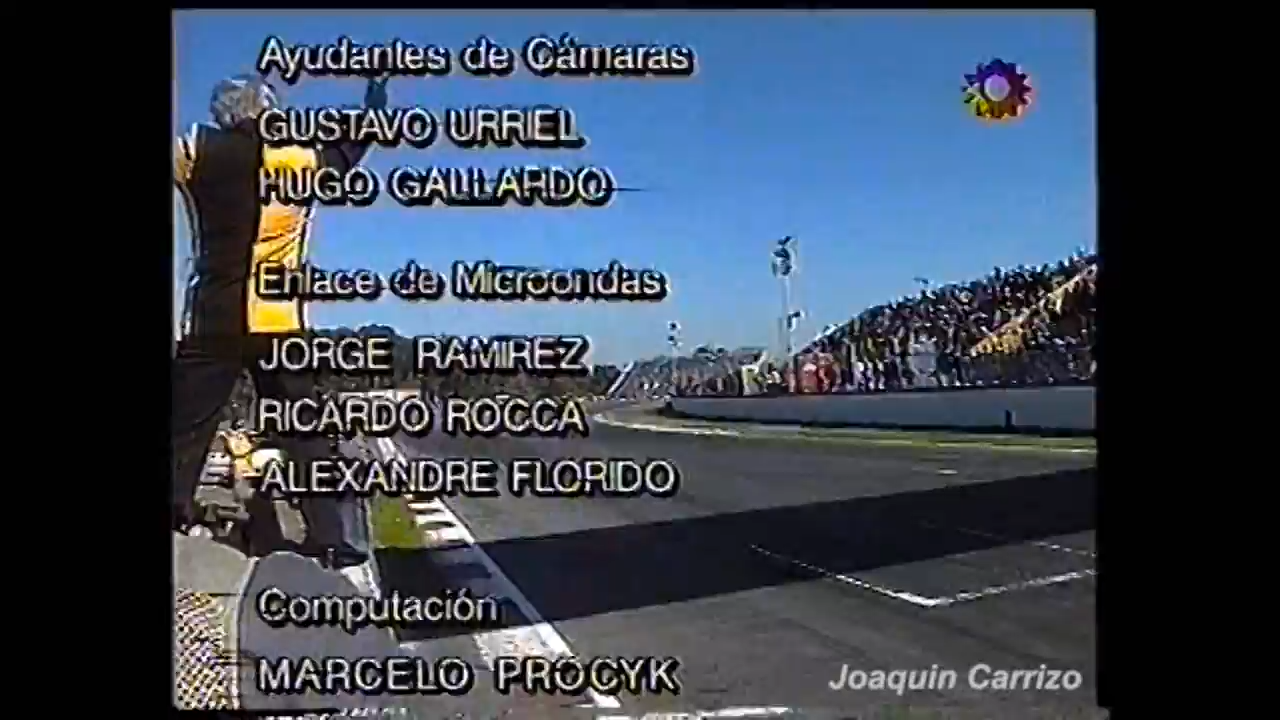 Ayudantes de Cámaras
GUSTAVO URRIEL
HUGO GALLARDO
Enlace de Microondas
JORGE RAMIREZ
RICARDO ROCCA
ALEXANDRE FLORIDO
Computación
MARCELO PROCYK
Joaquin Carrizo